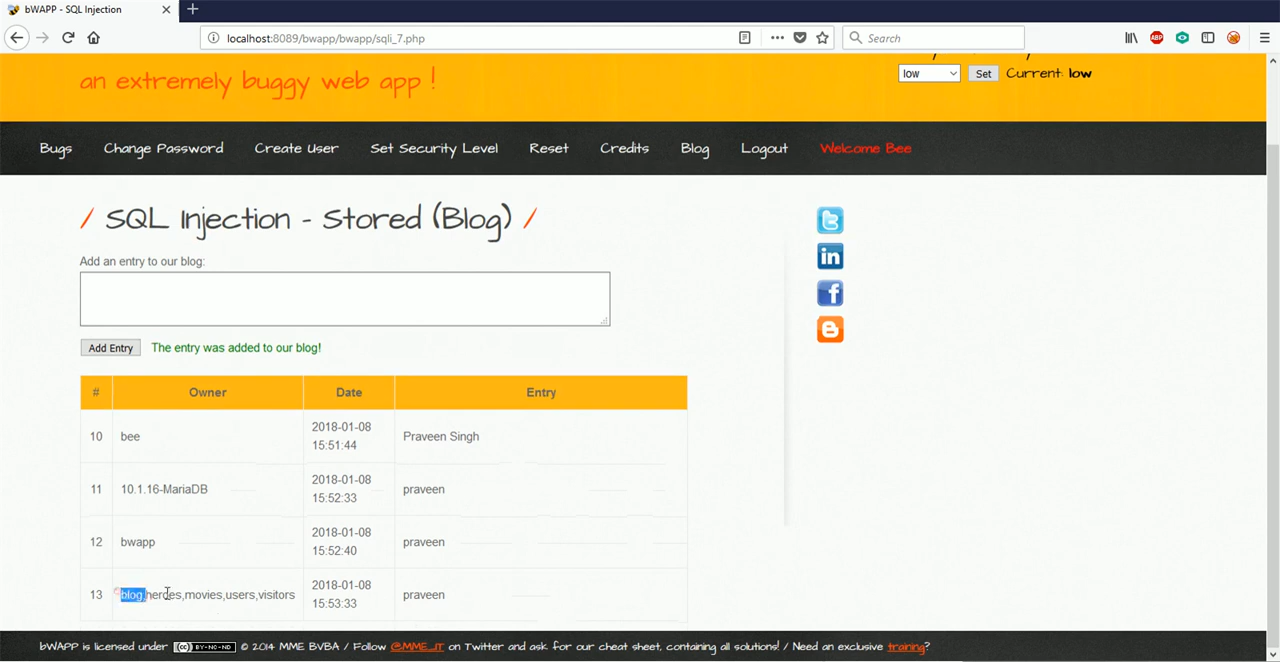 bWAPP - SQL Injection
localhost:8089/bwapp/bwapp/sqli_7.php
Search
ABP
an extremely buggy web app !
low
Set
Current: low
Bugs
Change Password
Create User
Set Security Level
Reset
Credits
Blog
Logout
Welcome Bee
/ SQL Injection - Stored (Blog) /
Add an entry to our blog:
Add Entry
The entry was added to our blog!
# Owner Date Entry
10 bee 2018-01-08 15:51:44 Praveen Singh
11 10.1.16-MariaDB 2018-01-08 15:52:33 praveen
12 bwapp 2018-01-08 15:52:40 praveen
13 blog,heroes,movies,users,visitors 2018-01-08 15:53:33 praveen
bWAPP is licensed under (cc) BY-NC-ND © 2014 MME BVBA / Follow @MME_IT on Twitter and ask for our cheat sheet, containing all solutions! / Need an exclusive training?